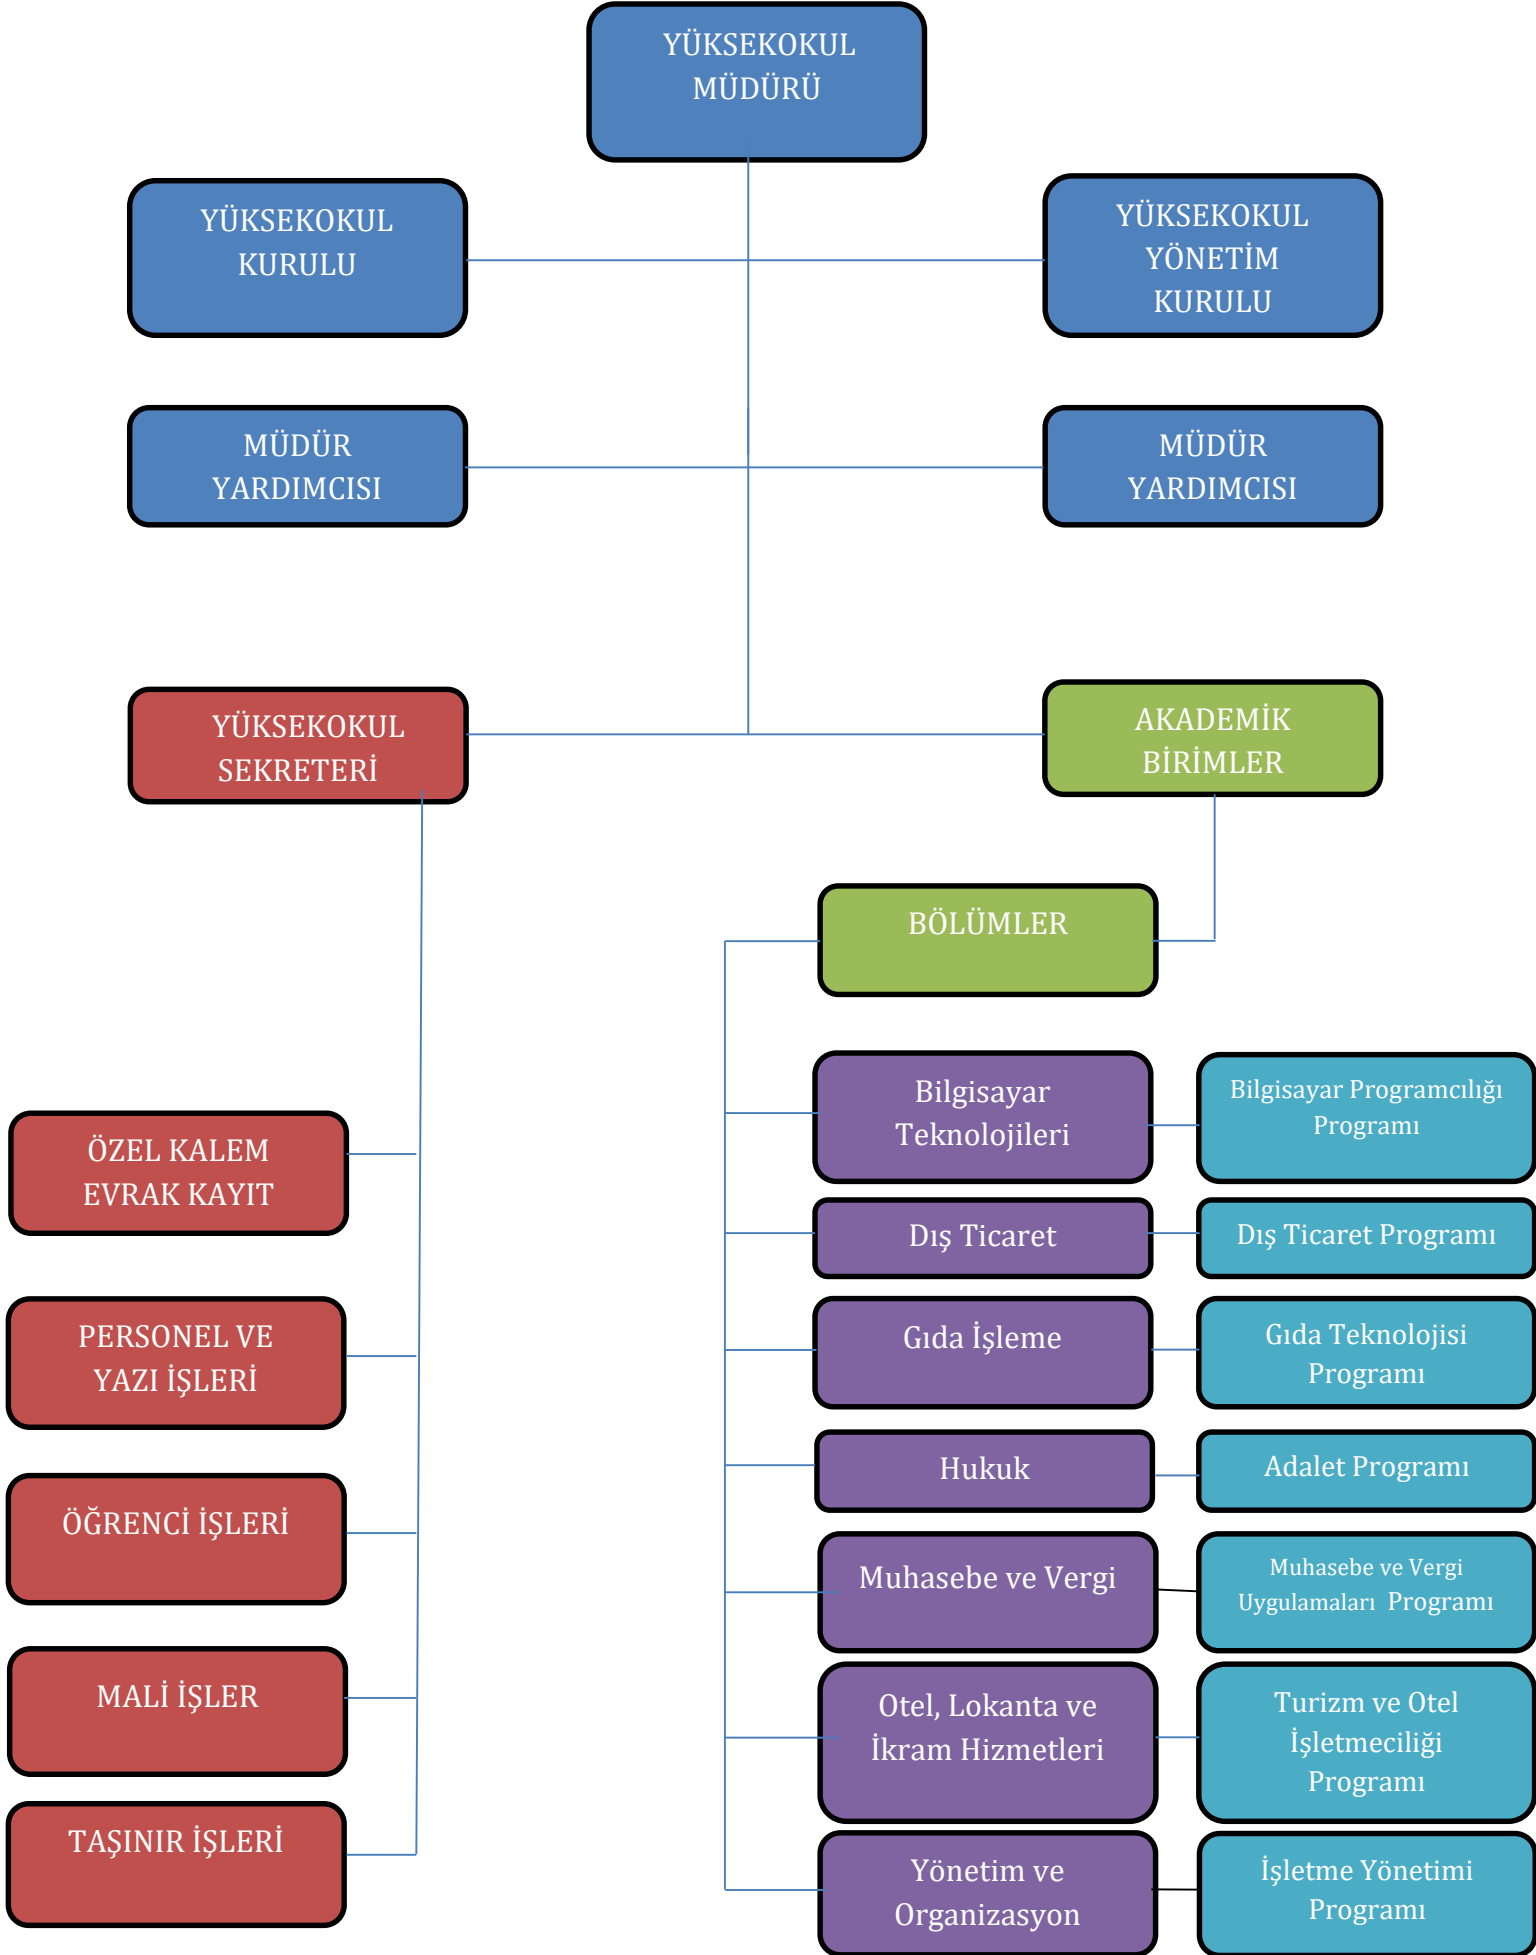 YÜKSEKOKUL
MÜDÜRÜ
YÜKSEKOKUL
KURULU
YÜKSEKOKUL
YÖNETİM
KURULU
MÜDÜR
YARDIMCISI
MÜDÜR
YARDIMCISI
YÜKSEKOKUL
SEKRETERİ
AKADEMİK
BİRİMLER
ÖZEL KALEM
EVRAK KAYIT
PERSONEL VE
YAZI İŞLERİ
ÖĞRENCİ İŞLERİ
MALİ İŞLER
TAŞINIR İŞLERİ
BÖLÜMLER
Bilgisayar
Teknolojileri
Bilgisayar Programcılığı
Programı
Dış Ticaret
Dış Ticaret Programı
Gıda İşleme
Gıda Teknolojisi
Programı
Hukuk
Adalet Programı
Muhasebe ve Vergi
Muhasebe ve Vergi
Uygulamaları Programı
Otel, Lokanta ve
İkram Hizmetleri
Turizm ve Otel
İşletmeciliği
Programı
Yönetim ve
Organizasyon
İşletme Yönetimi
Programı